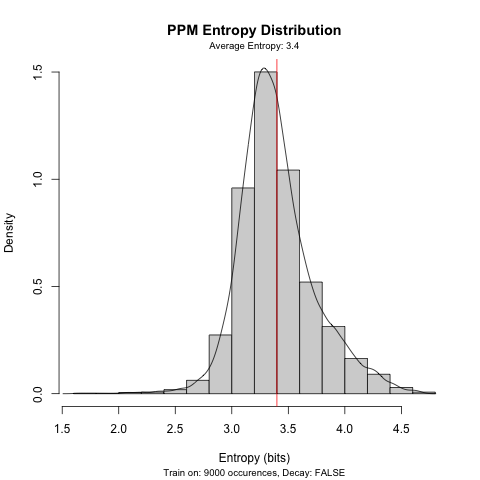 PPM Entropy Distribution
Average Entropy: 3.4
1.5
1.0
0.5
0.0
Density
1.5 2.0 2.5 3.0 3.5 4.0 4.5
Entropy (bits)
Train on: 9000 occurences, Decay: FALSE